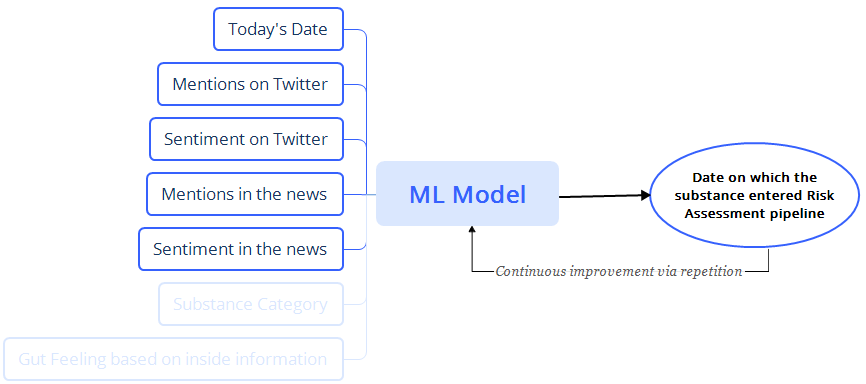 Today's Date
Mentions on Twitter
Sentiment on Twitter
Mentions in the news
Sentiment in the news
Substance Category
Gut Feeling based on inside information
ML Model
Date on which the
substance entered Risk
Assessment pipeline
Continuous improvement via repetition